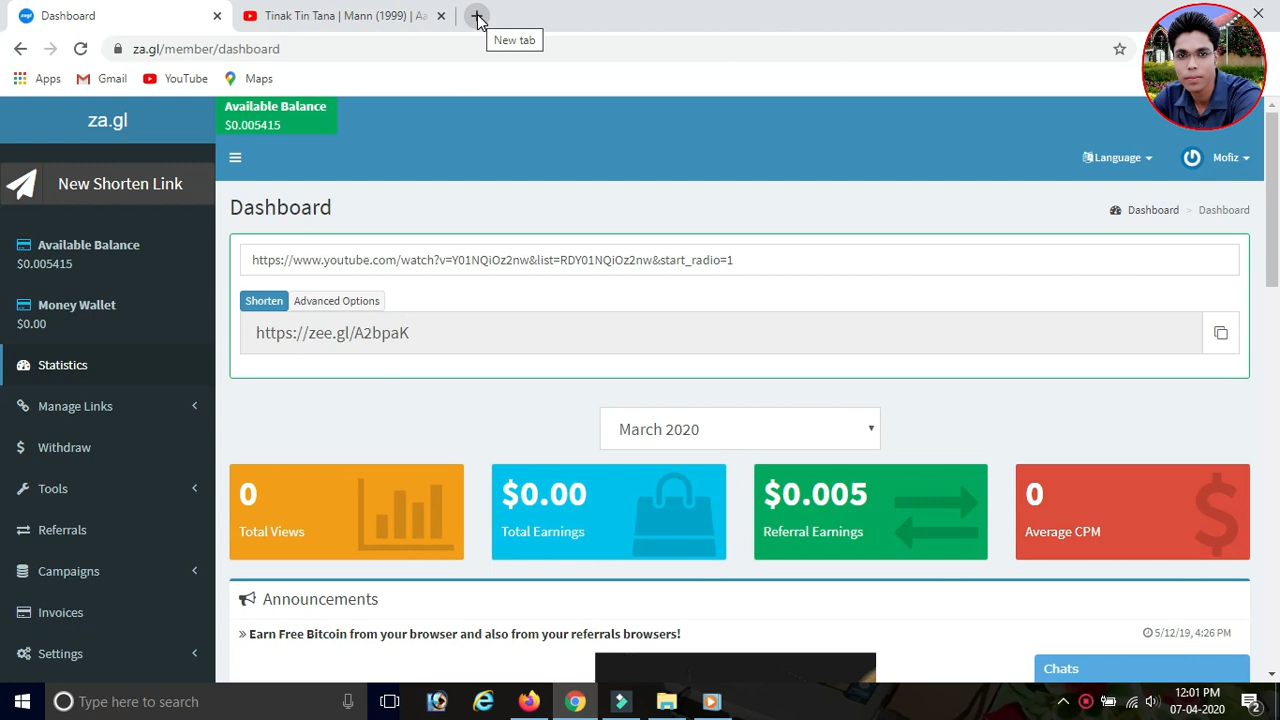 Dashboard
Tinak Tin Tana | Mann (1999) | Aa
New tab
za.gl/member/dashboard
Apps
Gmail
YouTube
Maps
za.gl
Available Balance
$0.005415
Language
Mofiz
New Shorten Link
Dashboard
Dashboard > Dashboard
Available Balance
$0.005415
https://www.youtube.com/watch?v=Y01NQiOz2nw&list=RDY01NQiOz2nw&start_radio=1
Shorten
Advanced Options
Money Wallet
$0.00
https://zee.gl/A2bpaK
Statistics
Manage Links
March 2020
Withdraw
Tools
Referrals
Campaigns
Invoices
Settings
0
Total Views
$0.00
Total Earnings
$0.005
Referral Earnings
0
Average CPM
Announcements
» Earn Free Bitcoin from your browser and also from your referrals browsers!
5/12/19, 4:26 PM
Chats
Type here to search
12:01 PM
07-04-2020
2